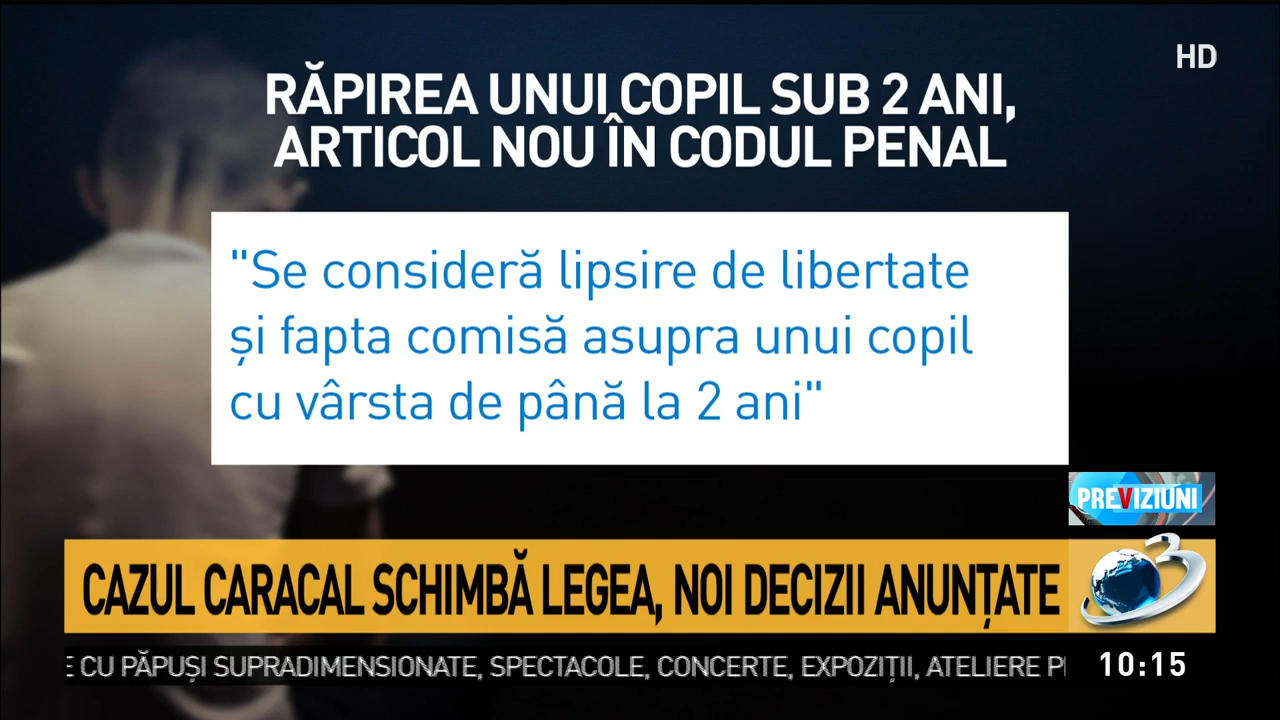 HD
RĂPIREA UNUI COPIL SUB 2 ANI,
ARTICOL NOU ÎN CODUL PENAL
"Se consideră lipsire de libertate
și fapta comisă asupra unui copil
cu vârsta de până la 2 ani"
PREVIZIUNI
CAZUL CARACAL SCHIMBĂ LEGEA, NOI DECIZII ANUNȚATE
3
CU PĂPUȘI SUPRADIMENSIONATE, SPECTACOLE, CONCERTE, EXPOZIȚII, ATELIERE
10:15